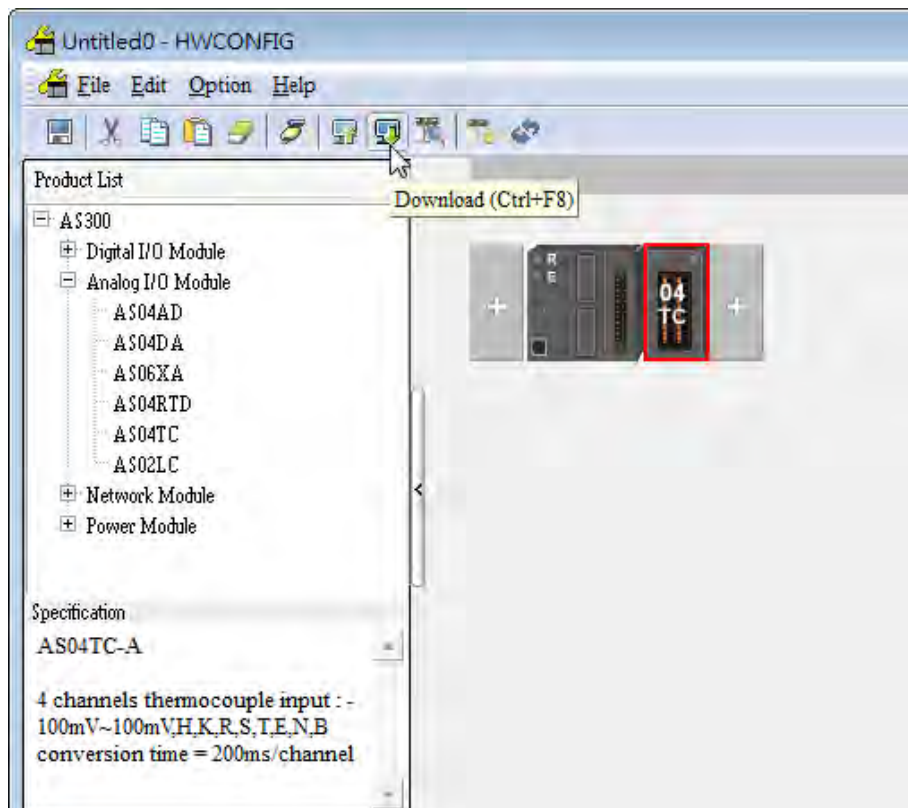 Untitled0 - HWCONFIG
File Edit Option Help
Product List
Download (Ctrl+F8)
AS300
Digital I/O Module
Analog I/O Module
AS04AD
AS04DA
AS06XA
AS04RTD
AS04TC
AS02LC
Network Module
Power Module
R
E
04
TC
Specification
AS04TC-A
4 channels thermocouple input : -
100mV~100mV,H,K,R,S,T,E,N,B
conversion time = 200ms/channel